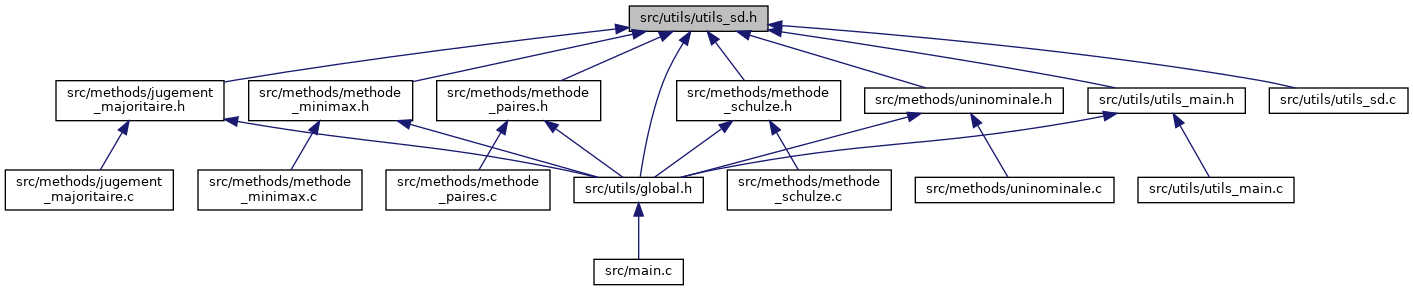 src/utils/utils_sd.h
src/methods/jugement
_majoritaire.h
src/methods/methode
_minimax.h
src/methods/methode
_paires.h
src/methods/methode
_schulze.h
src/methods/uninominale.h
src/utils/utils_main.h
src/utils/utils_sd.c
src/methods/jugement
_majoritaire.c
src/methods/methode
_minimax.c
src/methods/methode
_paires.c
src/utils/global.h
src/methods/methode
_schulze.c
src/methods/uninominale.c
src/utils/utils_main.c
src/main.c